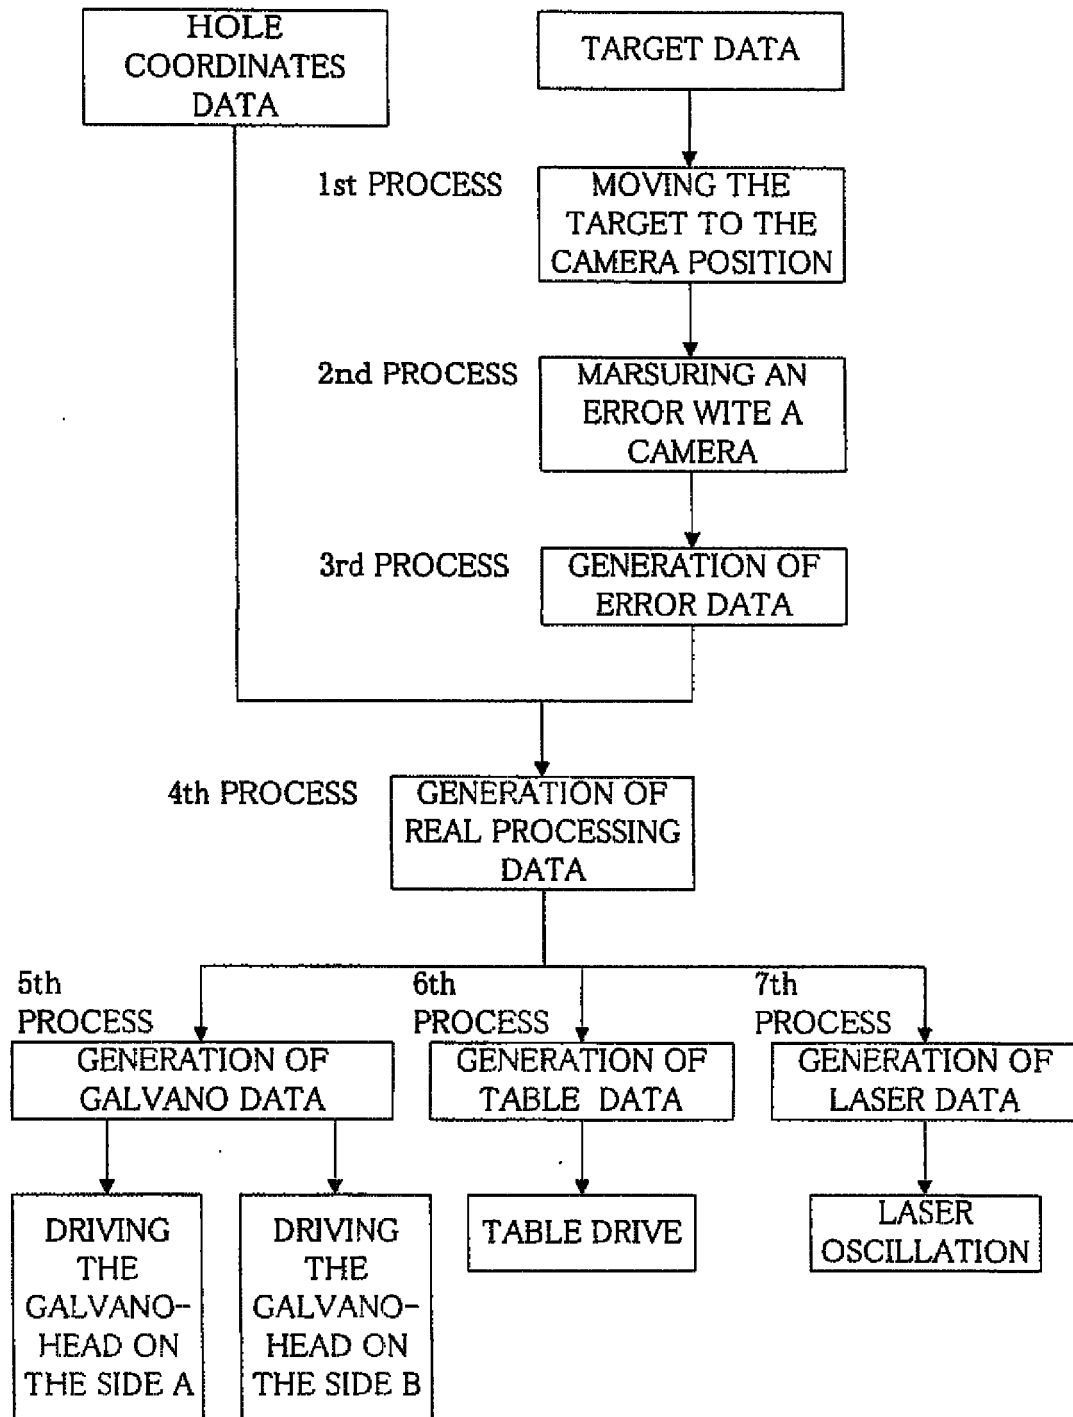 HOLE
COORDINATES
DATA
TARGET DATA
1st PROCESS
MOVING THE
TARGET TO THE
CAMERA POSITION
2nd PROCESS
MARSURING AN
ERROR WITE A
CAMERA
3rd PROCESS
GENERATION OF
ERROR DATA
4th PROCESS
GENERATION OF
REAL PROCESSING
DATA
5th
PROCESS
GENERATION OF
GALVANO DATA
6th
PROCESS
GENERATION OF
TABLE DATA
7th
PROCESS
GENERATION OF
LASER DATA
DRIVING
THE
GALVANO-
HEAD ON
THE SIDE A
DRIVING
THE
GALVANO-
HEAD ON
THE SIDE B
TABLE DRIVE
LASER
OSCILLATION